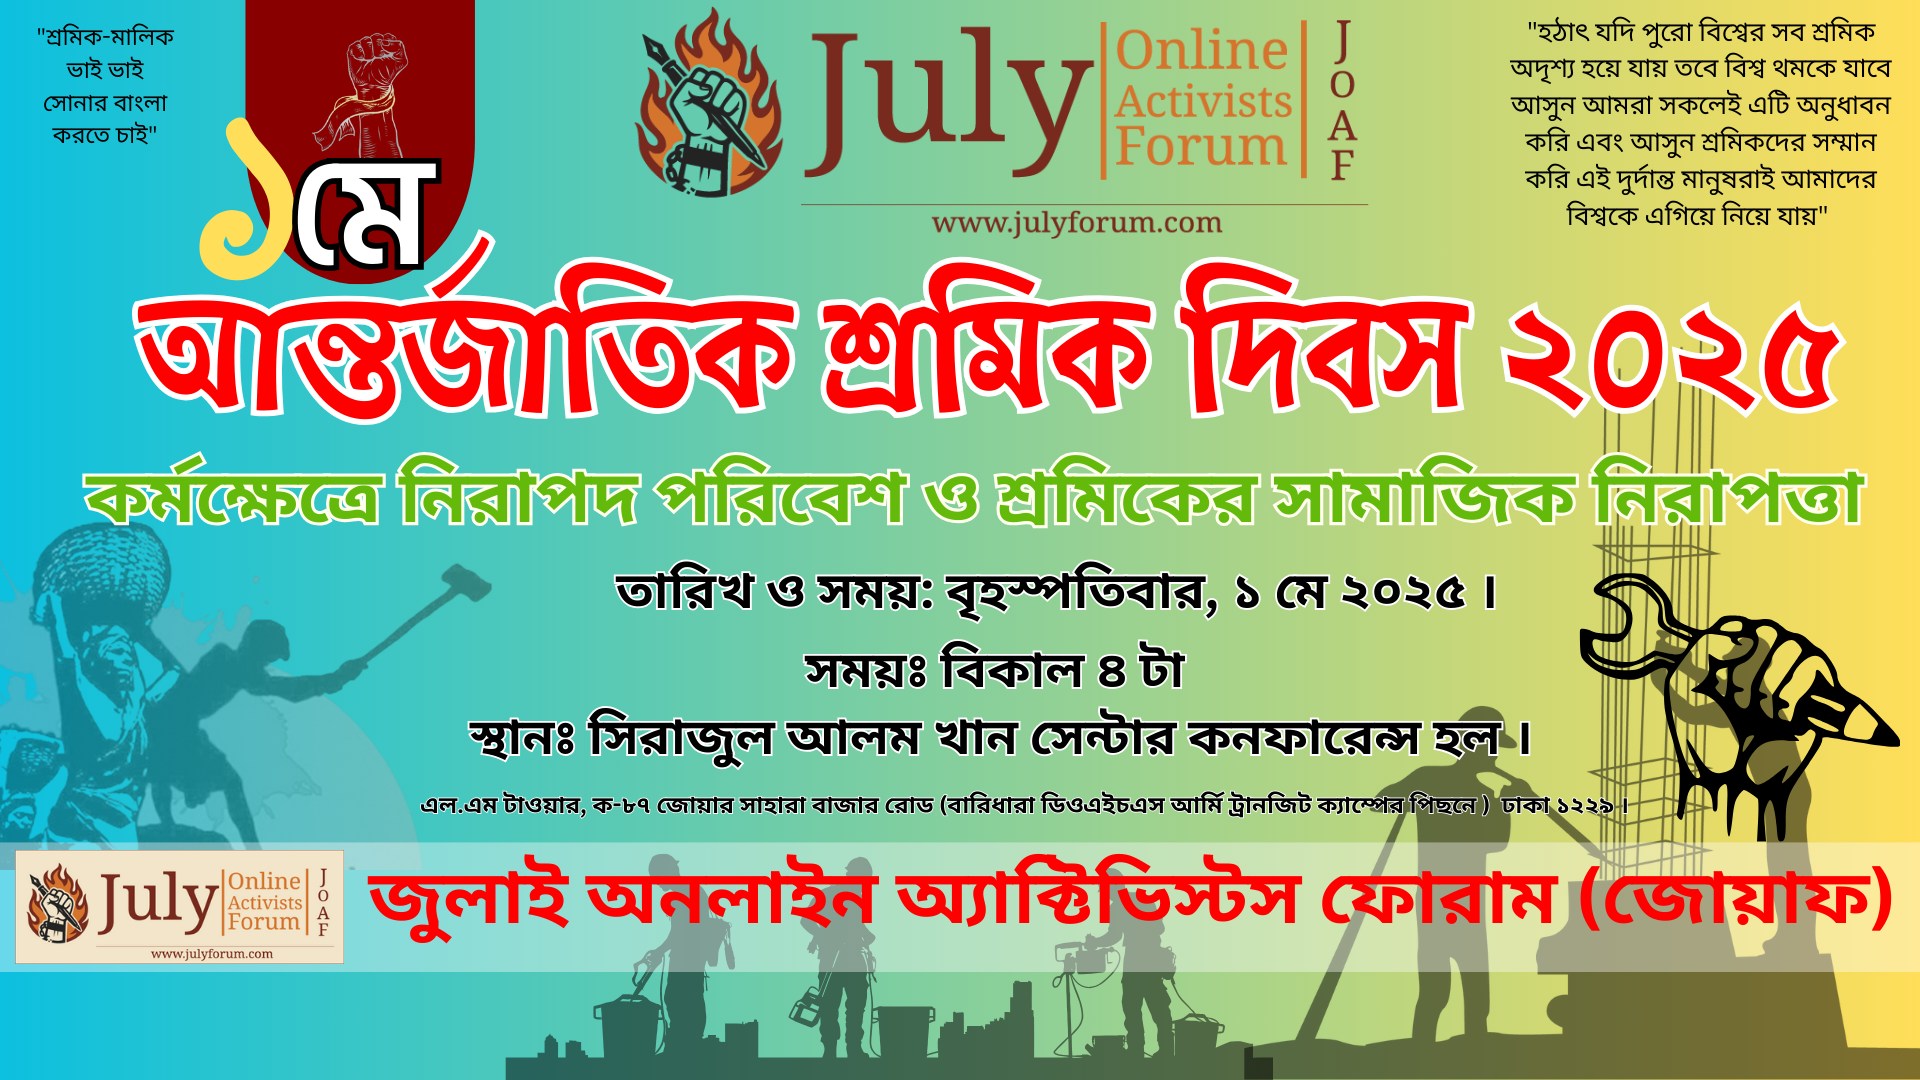 "শ্রমিক-মালিক
ভাই ভাই
সোনার বাংলা
করতে চাই"
১মে
July
Online
Activists
Forum
JOAF
www.julyforum.com
"হঠাৎ যদি পুরো বিশ্বের সব শ্রমিক
অদৃশ্য হয়ে যায় তবে বিশ্ব থমকে যাবে
আসুন আমরা সকলেই এটি অনুধাবন
করি এবং আসুন শ্রমিকদের সম্মান
করি এই দুর্দান্ত মানুষরাই আমাদের
বিশ্বকে এগিয়ে নিয়ে যায়"
আন্তর্জাতিক শ্রমিক দিবস ২০২৫
কর্মক্ষেত্রে নিরাপদ পরিবেশ ও শ্রমিকের সামাজিক নিরাপত্তা
তারিখ ও সময়: বৃহস্পতিবার, ১ মে ২০২৫ ।
সময়ঃ বিকাল ৪ টা
স্থানঃ সিরাজুল আলম খান সেন্টার কনফারেন্স হল ।
এল.এম টাওয়ার, ক-৮৭ জোয়ার সাহারা বাজার রোড (বারিধারা ডিওএইচএস আর্মি ট্রানজিট ক্যাম্পের পিছনে ) ঢাকা ১২২৯ ।
July
Online
Activists
Forum
JOAF
www.julyforum.com
জুলাই অনলাইন অ্যাক্টিভিস্টস ফোরাম (জোয়াফ)